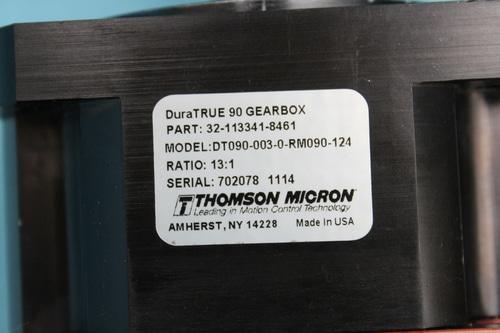 DuraTRUE 90 GEARBOX
PART: 32-113341-8461
MODEL:DT090-003-0-RM090-124
RATIO: 13:1
SERIAL: 702078 1114
THOMSON MICRON
Leading in Motion Control Technology
AMHERST, NY 14228 Made In USA